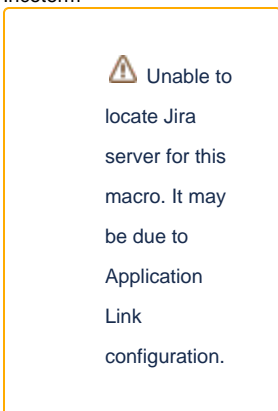 Unable to
locate Jira
server for this
macro. It may
be due to
Application
Link
configuration.